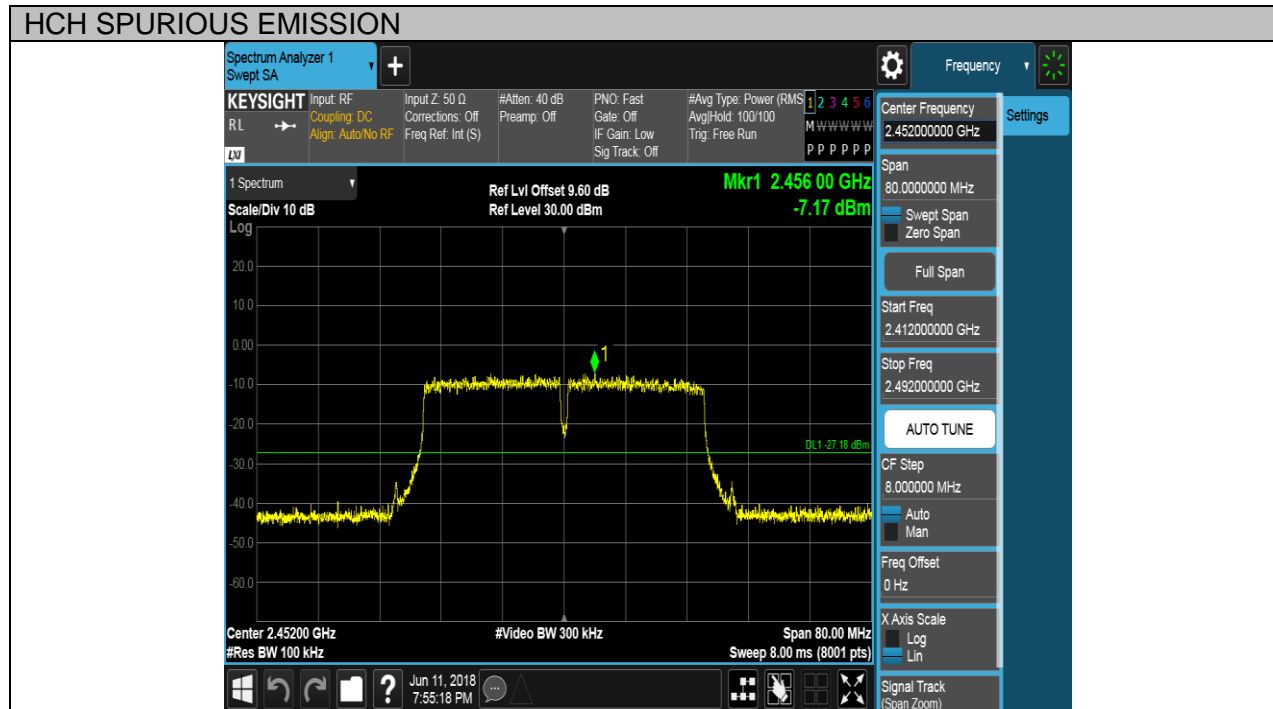 HCH SPURIOUS EMISSION
Spectrum Analyzer 1
Swept SA
+
Frequency
KEYSIGHT
RL
LXI
Input: RF
Coupling: DC
Align: Auto/No RF
Input Z: 50 Ω
Corrections: Off
Freq Ref: Int (S)
#Atten: 40 dB
Preamp: Off
PNO: Fast
Gate: Off
IF Gain: Low
Sig Track: Off
#Avg Type: Power (RMS
Avg|Hold: 100/100
Trig: Free Run
1 2 3 4 5 6
M W W W W W
P P P P P P
1 Spectrum
Scale/Div 10 dB
Ref Lvl Offset 9.60 dB
Ref Level 30.00 dBm
Mkr1 2.456 00 GHz
-7.17 dBm
Log
20.0
10.0
0.00
-10.0
-20.0
-30.0
-40.0
-50.0
-60.0
1
DL1 -27.18 dBm
Center 2.45200 GHz
#Res BW 100 kHz
#Video BW 300 kHz
Span 80.00 MHz
Sweep 8.00 ms (8001 pts)
?
Jun 11, 2018
7:55:18 PM
Center Frequency
2.452000000 GHz
Span
80.0000000 MHz
Swept Span
Zero Span
Full Span
Start Freq
2.412000000 GHz
Stop Freq
2.492000000 GHz
AUTO TUNE
CF Step
8.000000 MHz
Auto
Man
Freq Offset
0 Hz
X Axis Scale
Log
Lin
Signal Track
(Span Zoom)
Settings